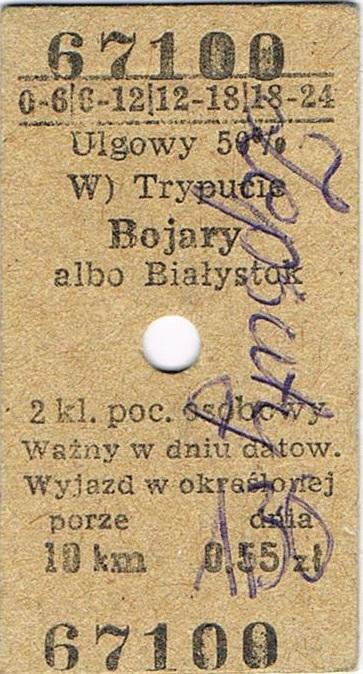 67100
0-6|6-12|12-18|18-24
Ulgowy 50%
W) Trypucie
Bojary
albo Białystok
2 kl. poc. osobowy
Ważny w dniu datow.
Wyjazd w określonej
porze dnia
10 km 0.55 zł
67100